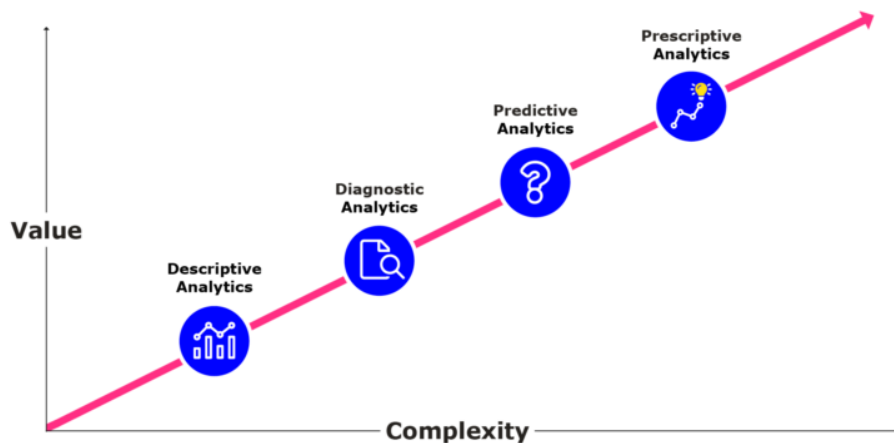 Prescriptive
Analytics
Predictive
Analytics
Diagnostic
Analytics
Value
Descriptive
Analytics
Complexity